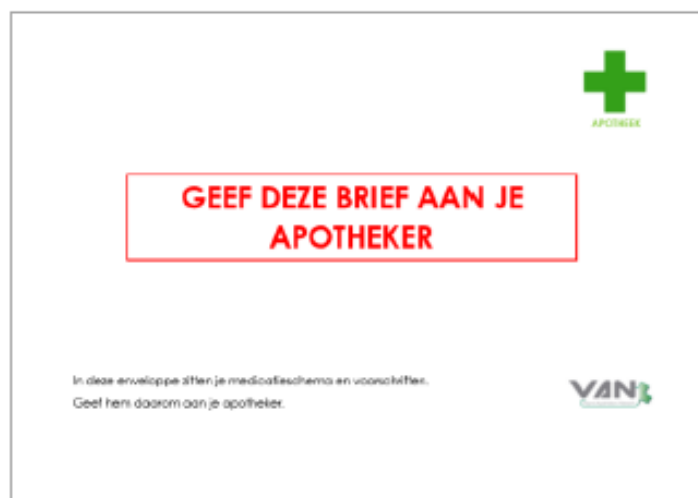 APOTHEEK
GEEF DEZE BRIEF AAN JE
APOTHEKER
In deze enveloppe zitten je medicatieschema en voorschriften.
Geef hem daarom aan je apotheker.
VAN